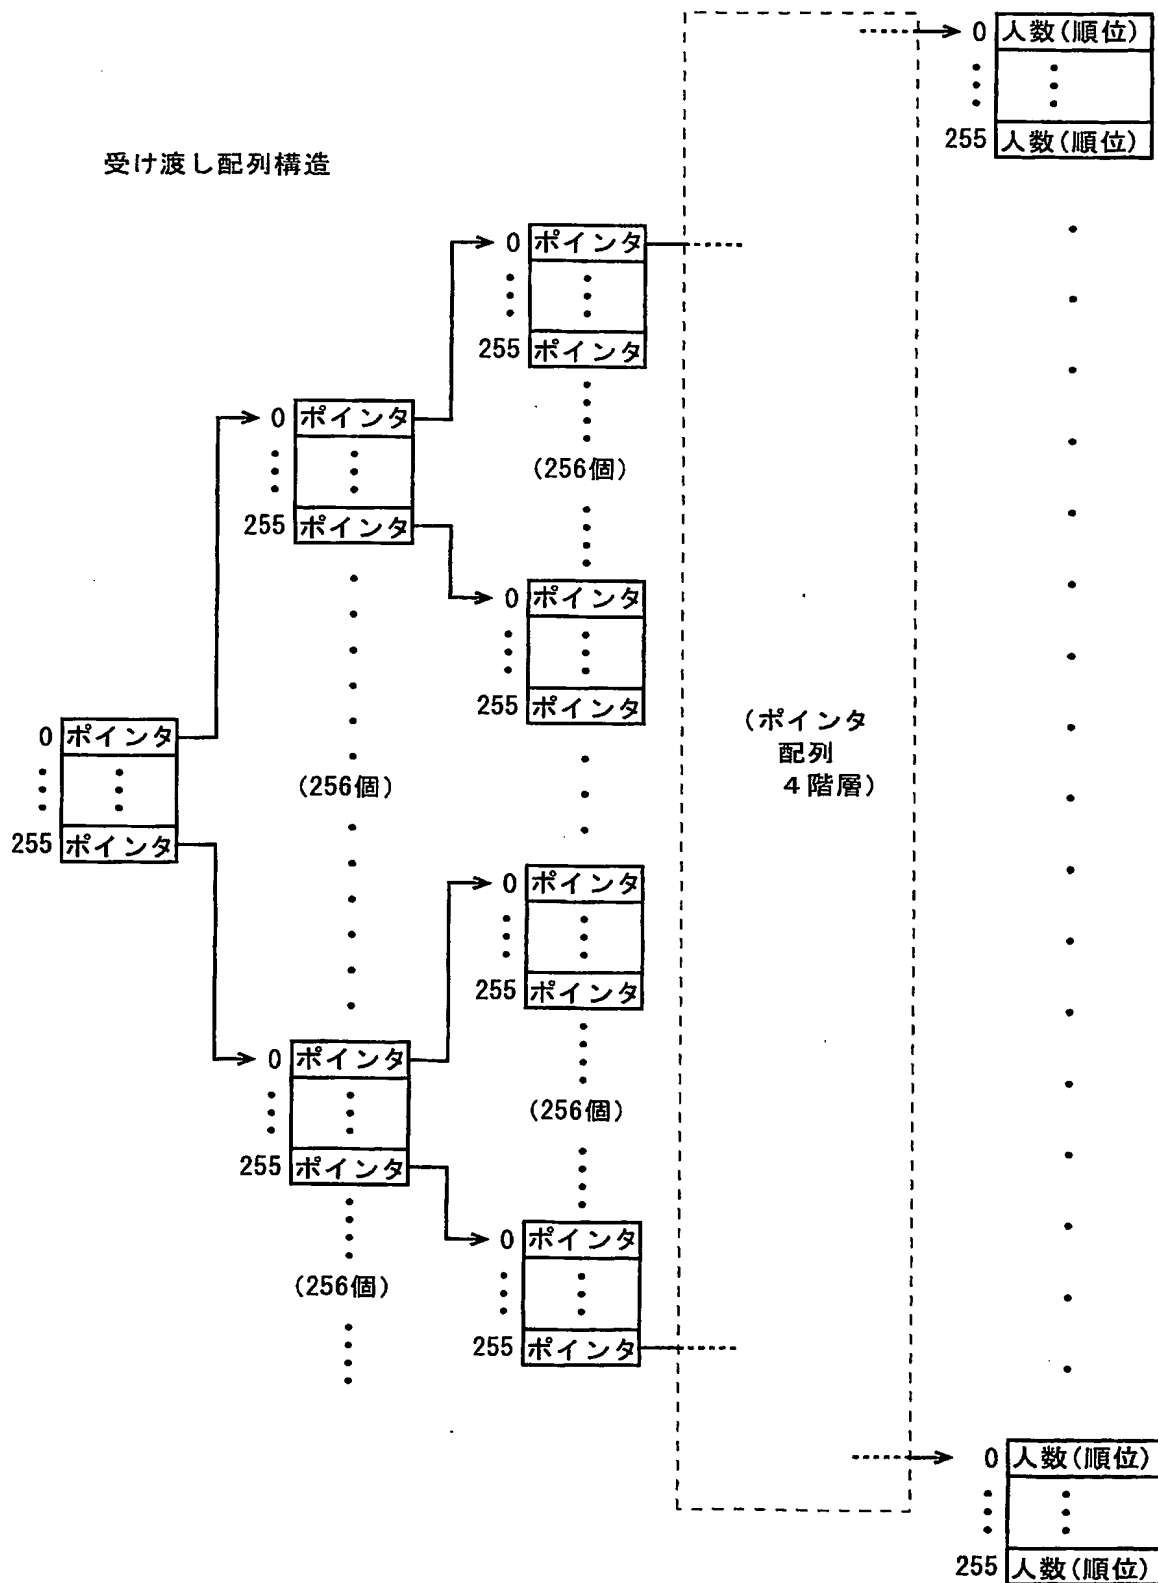 受け渡し配列構造
0 ポインタ
255 ポインタ
0 ポインタ
255 ポインタ
(256個)
0 ポインタ
255 ポインタ
(256個)
0 ポインタ
255 ポインタ
(256個)
0 ポインタ
255 ポインタ
0 ポインタ
255 ポインタ
(256個)
0 ポインタ
255 ポインタ
0 ポインタ
255 ポインタ
(ポインタ
配列
4階層)
0 人数(順位)
255 人数(順位)
0 人数(順位)
255 人数(順位)